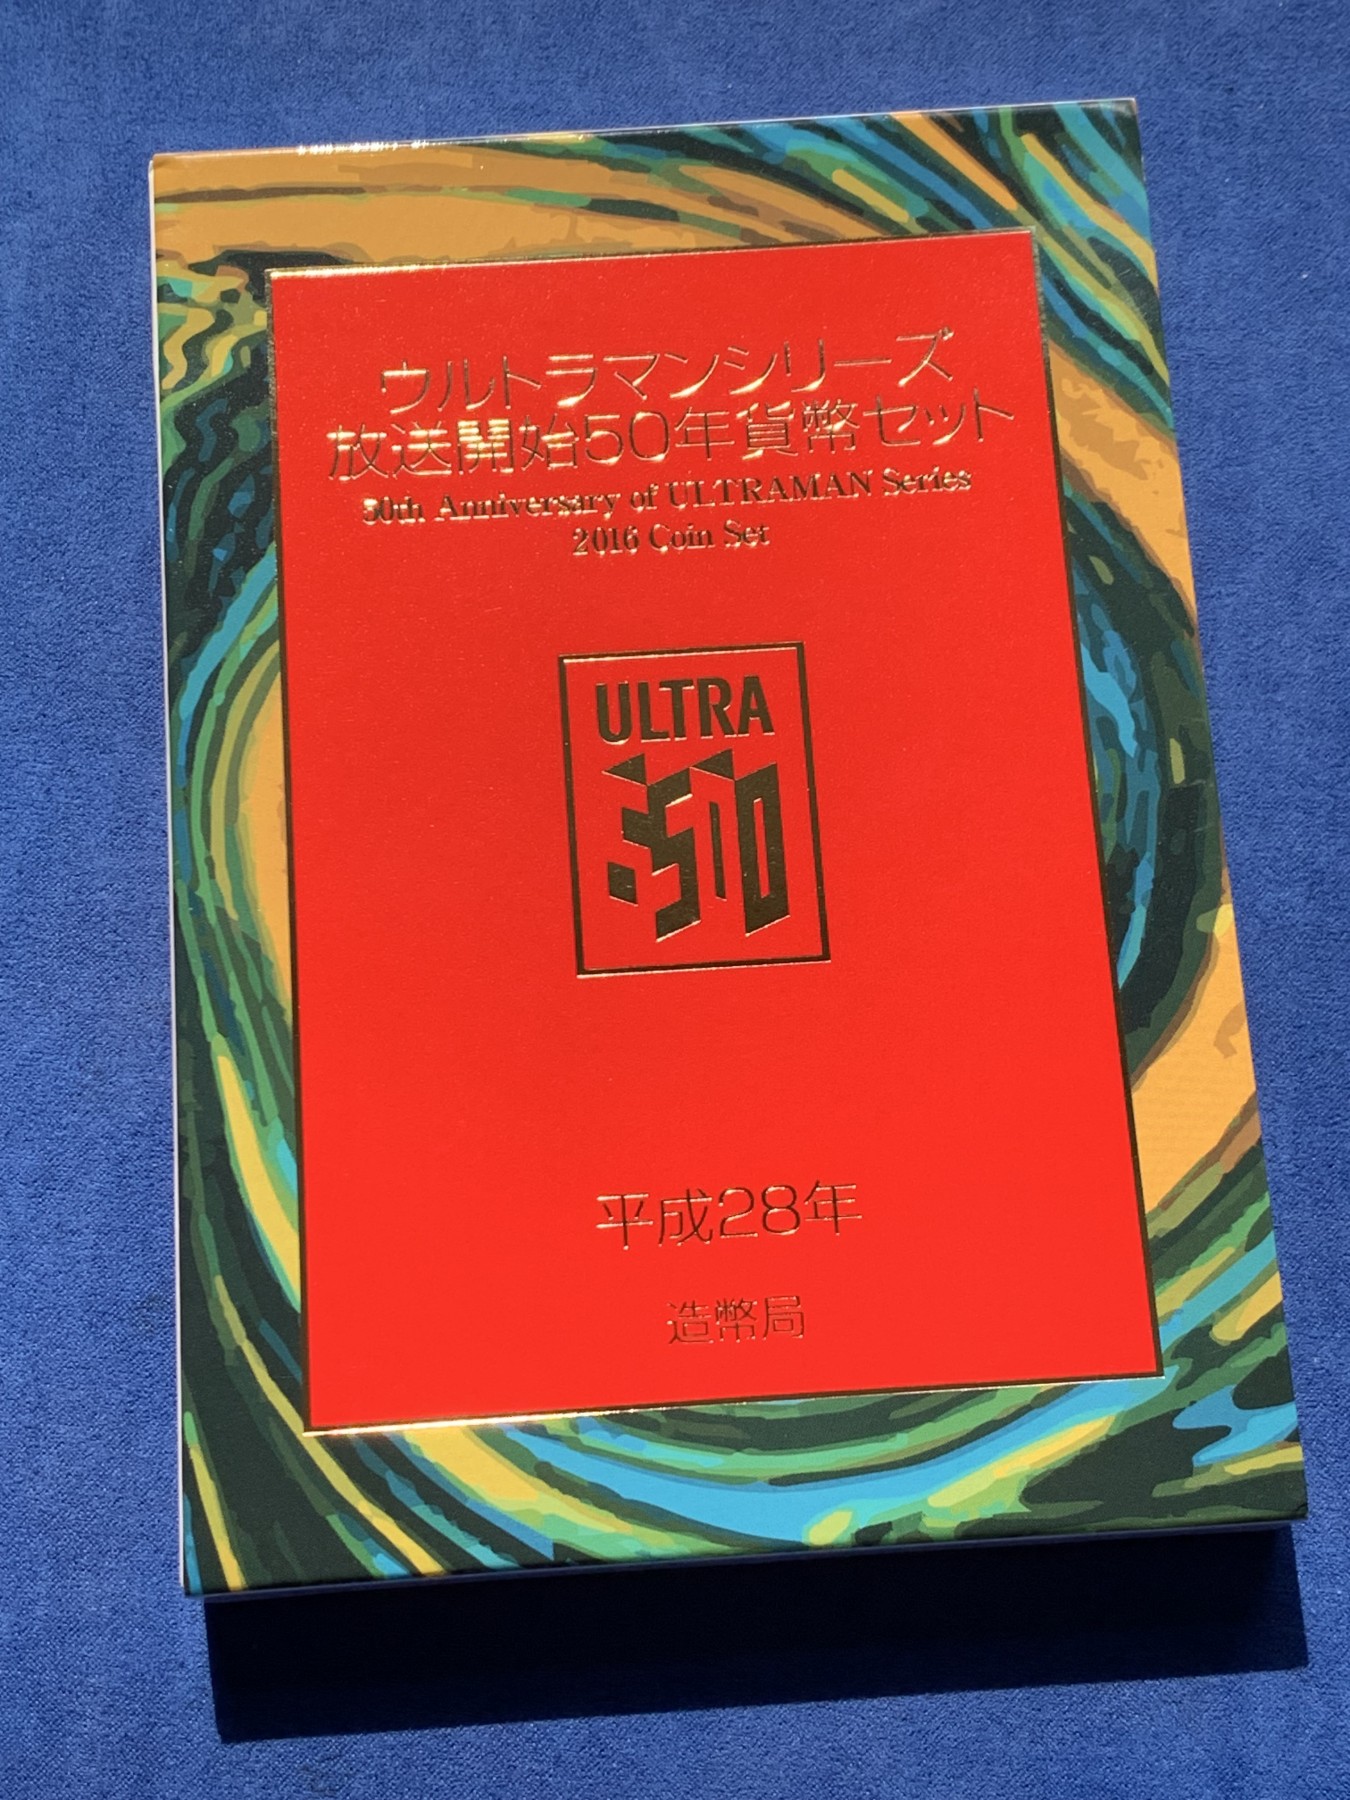 ウルトラマンシリーズ
放送開始50年貨幣セット
50th Anniversary of ULTRAMAN Series
2016 Coin Set
ULTRA
50
平成28年
造幣局